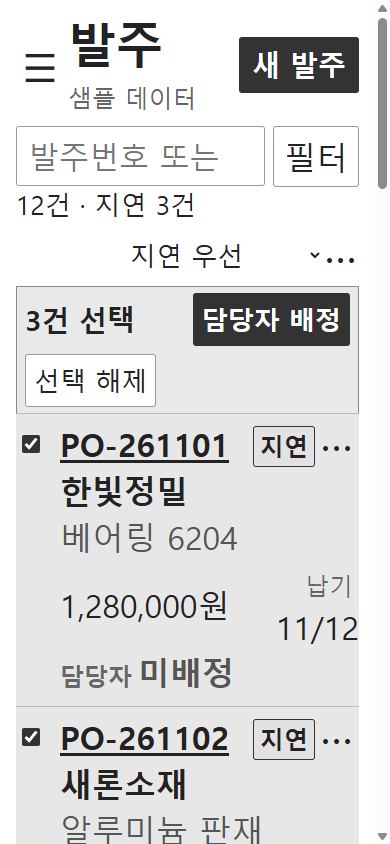 발주
샘플 데이터
새 발주
발주번호 또는
필터
12건 · 지연 3건
지연 우선
3건 선택
담당자 배정
선택 해제
PO-261101
지연
한빛정밀
베어링 6204
1,280,000원
납기
11/12
담당자 미배정
PO-261102
지연
새론소재
알루미늄 판재